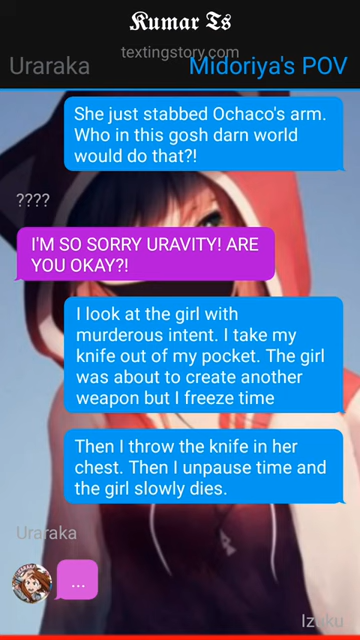 Kumar Ts
textingstory.com
Uraraka
Midoriya's POV
She just stabbed Ochaco's arm.
Who in this gosh darn world
would do that?!
????
I'M SO SORRY URAVITY! ARE
YOU OKAY?!
I look at the girl with
murderous intent. I take my
knife out of my pocket. The girl
was about to create another
weapon but I freeze time
Then I throw the knife in her
chest. Then I unpause time and
the girl slowly dies.
Uraraka
...
Izuku